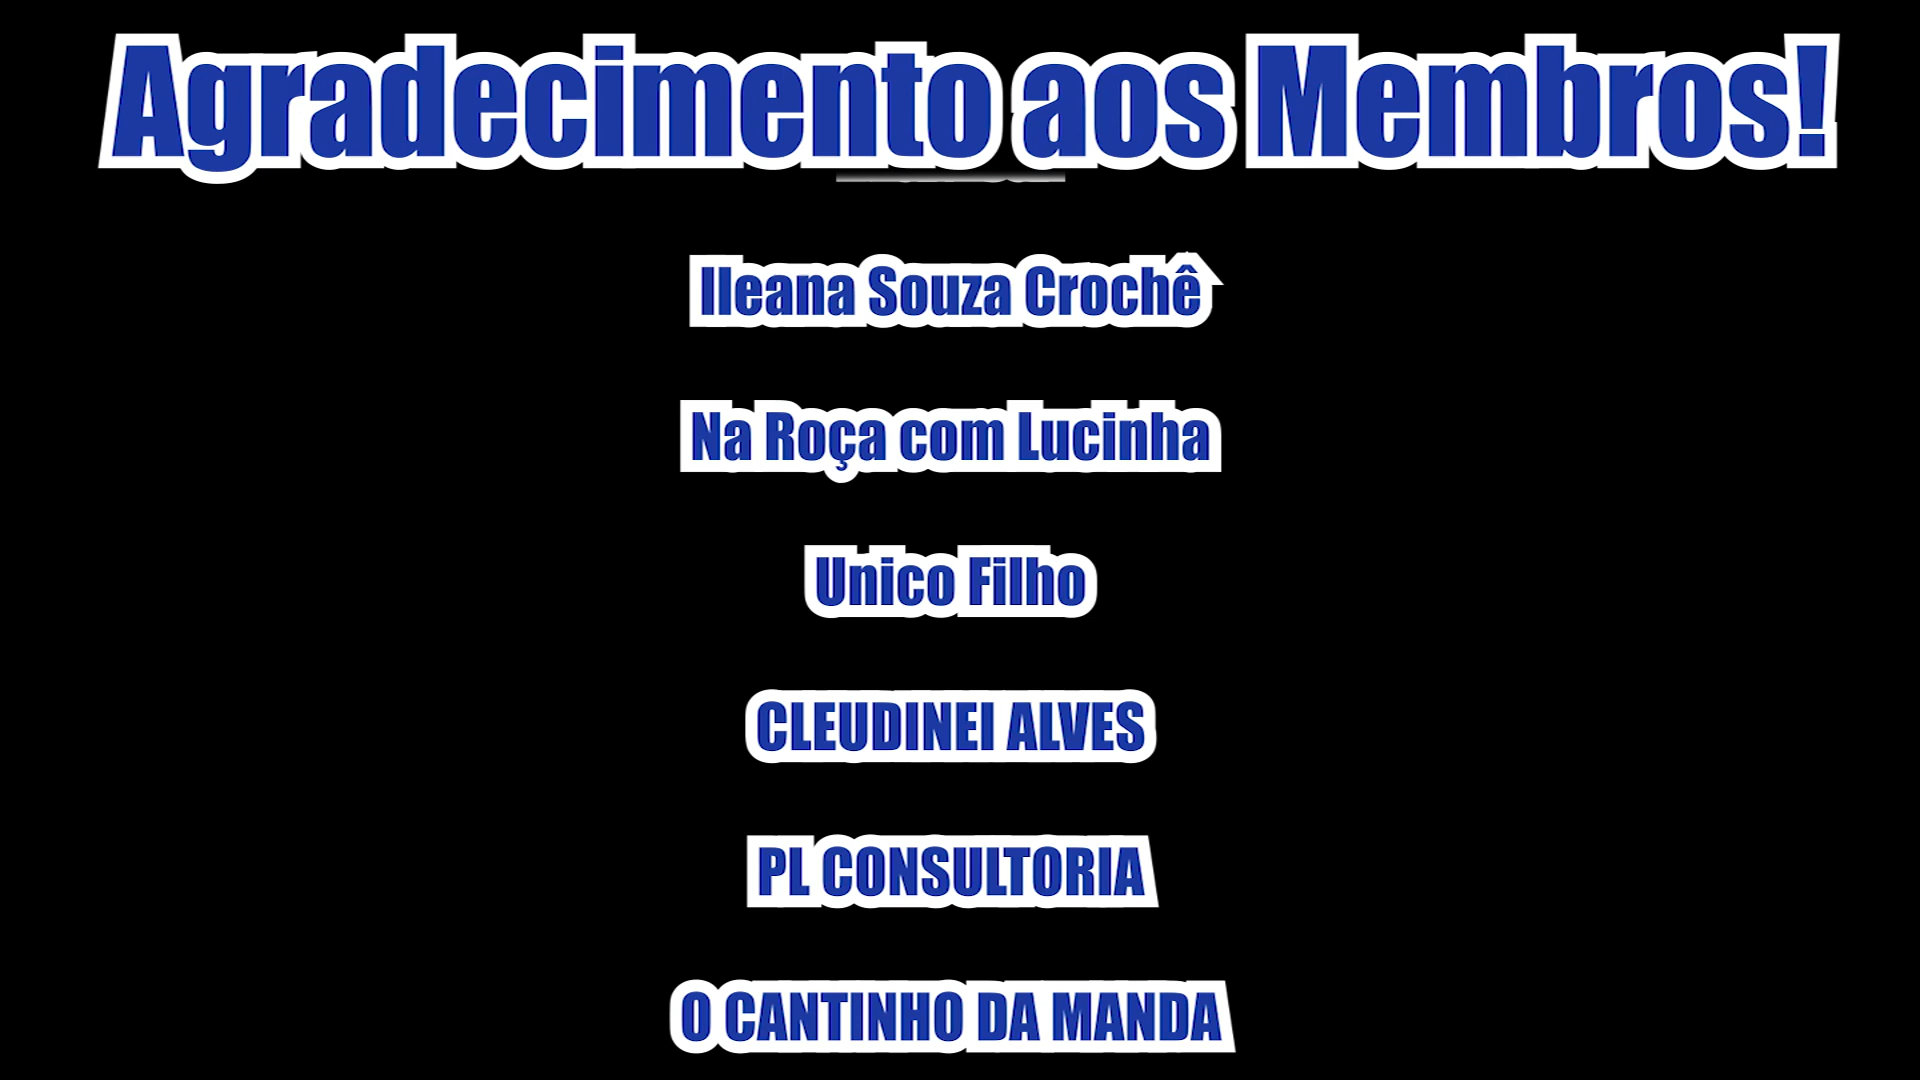 Agradecimento aos Membros!
Ileana Souza Crochê
Na Roça com Lucinha
Unico Filho
CLEUDINEI ALVES
PL CONSULTORIA
O CANTINHO DA MANDA